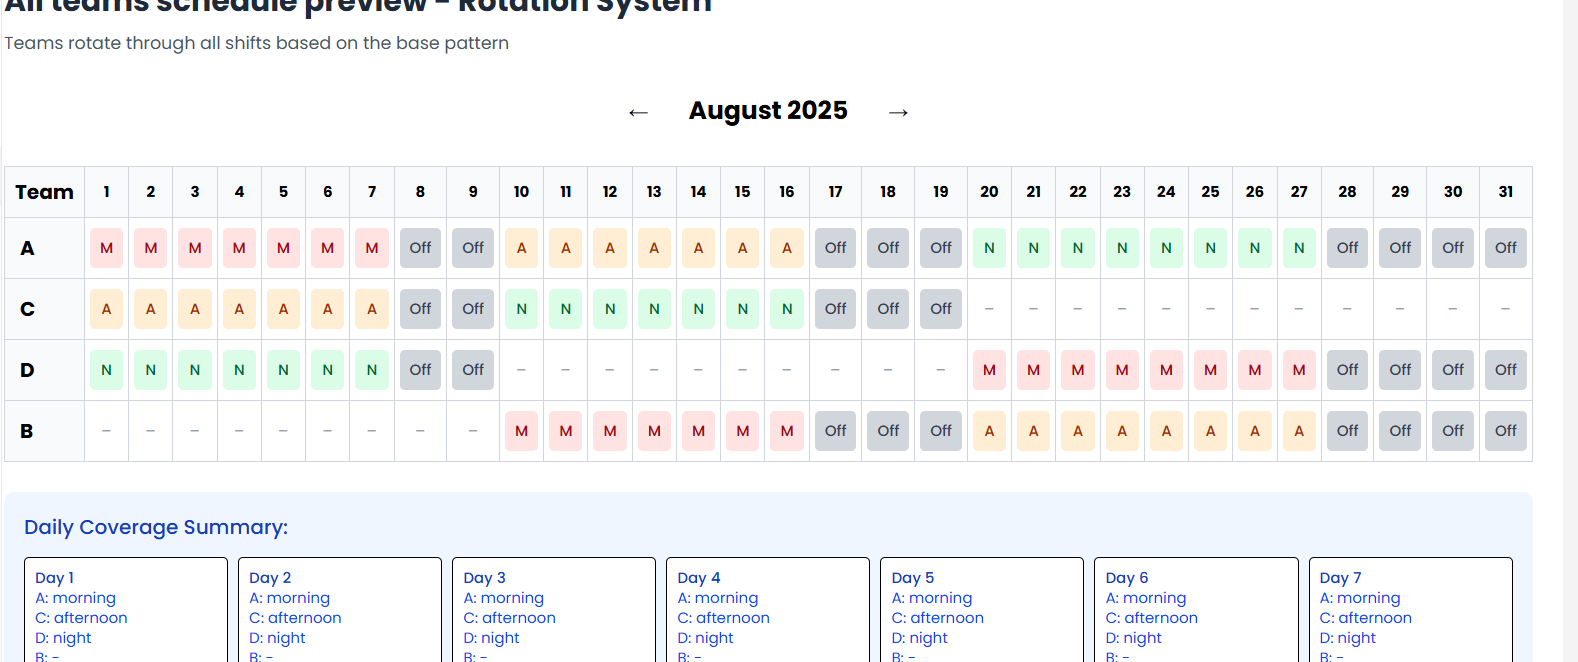 All teams schedule preview - Rotation System
Teams rotate through all shifts based on the base pattern
← August 2025 →
Team 1 2 3 4 5 6 7 8 9 10 11 12 13 14 15 16 17 18 19 20 21 22 23 24 25 26 27 28 29 30 31
A M M M M M M M Off Off A A A A A A A Off Off Off N N N N N N N N Off Off Off Off
C A A A A A A A Off Off N N N N N N N Off Off Off – – – – – – – – – – – –
D N N N N N N N Off Off – – – – – – – – – – M M M M M M M M Off Off Off Off
B – – – – – – – – – M M M M M M M Off Off Off A A A A A A A A Off Off Off Off
Daily Coverage Summary:
Day 1
A: morning
C: afternoon
D: night
B: -
Day 2
A: morning
C: afternoon
D: night
B: -
Day 3
A: morning
C: afternoon
D: night
B: -
Day 4
A: morning
C: afternoon
D: night
B: -
Day 5
A: morning
C: afternoon
D: night
B: -
Day 6
A: morning
C: afternoon
D: night
B: -
Day 7
A: morning
C: afternoon
D: night
B: -